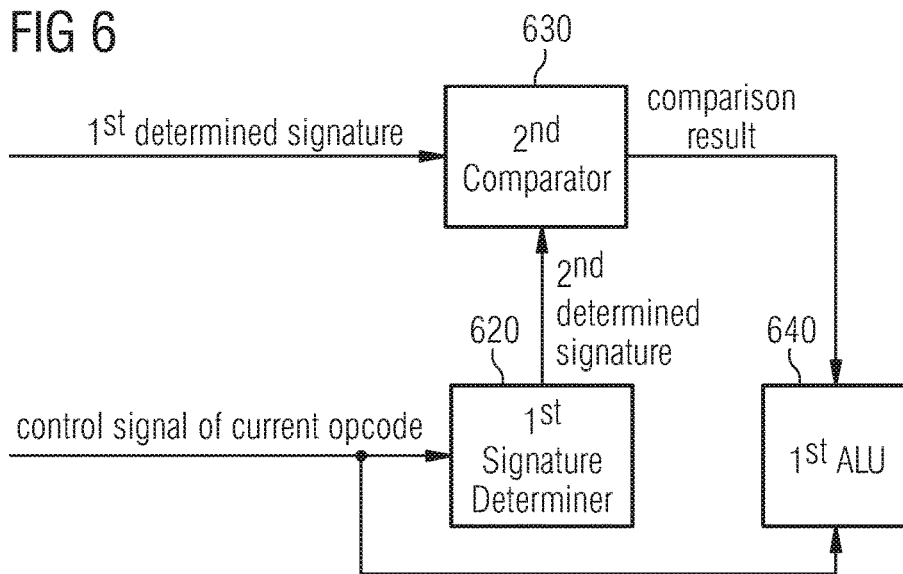 FIG 6
630
1st determined signature
2nd
Comparator
comparison
result
2nd
determined
signature
620
640
control signal of current opcode
1st
Signature
Determiner
1st ALU